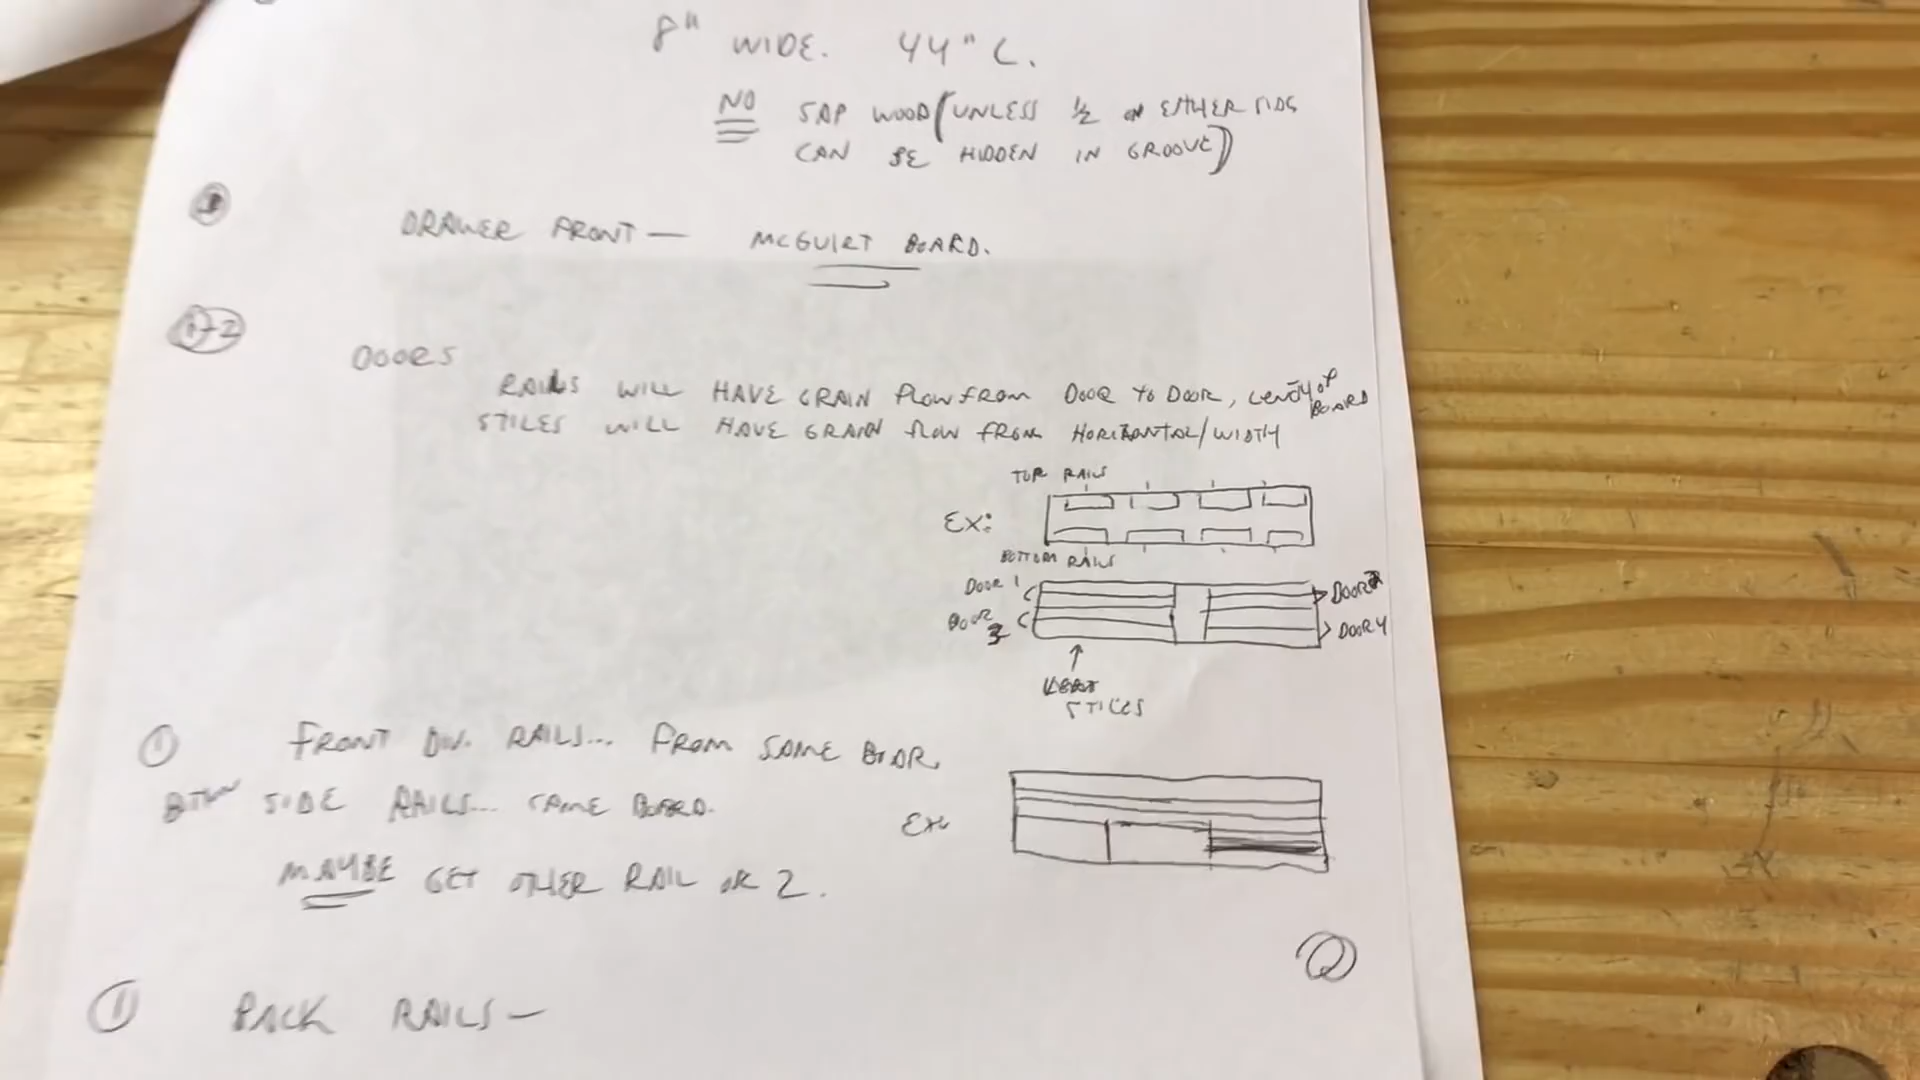 8" WIDE. 44" L.
NO SAP WOOD (UNLESS 1/2 ON EITHER SIDE
CAN BE HIDDEN IN GROOVE)
DRAWER FRONT — MCGUIRT BOARD.
1-2
DOORS
RAILS WILL HAVE GRAIN FLOW FROM DOOR TO DOOR, LENGTH OF BOARD
STILES WILL HAVE GRAIN FLOW FROM HORIZANTAL/WIDTH
TOP RAILS
EX:
BOTTOM RAILS
DOOR 1
DOOR 2
DOOR 3
DOOR 4
STILES
1 FRONT DIV. RAILS... FROM SAME
SIDE RAILS... SAME BOARD.
EX
MAYBE GET OTHER RAIL OR 2.
1 BACK RAILS —